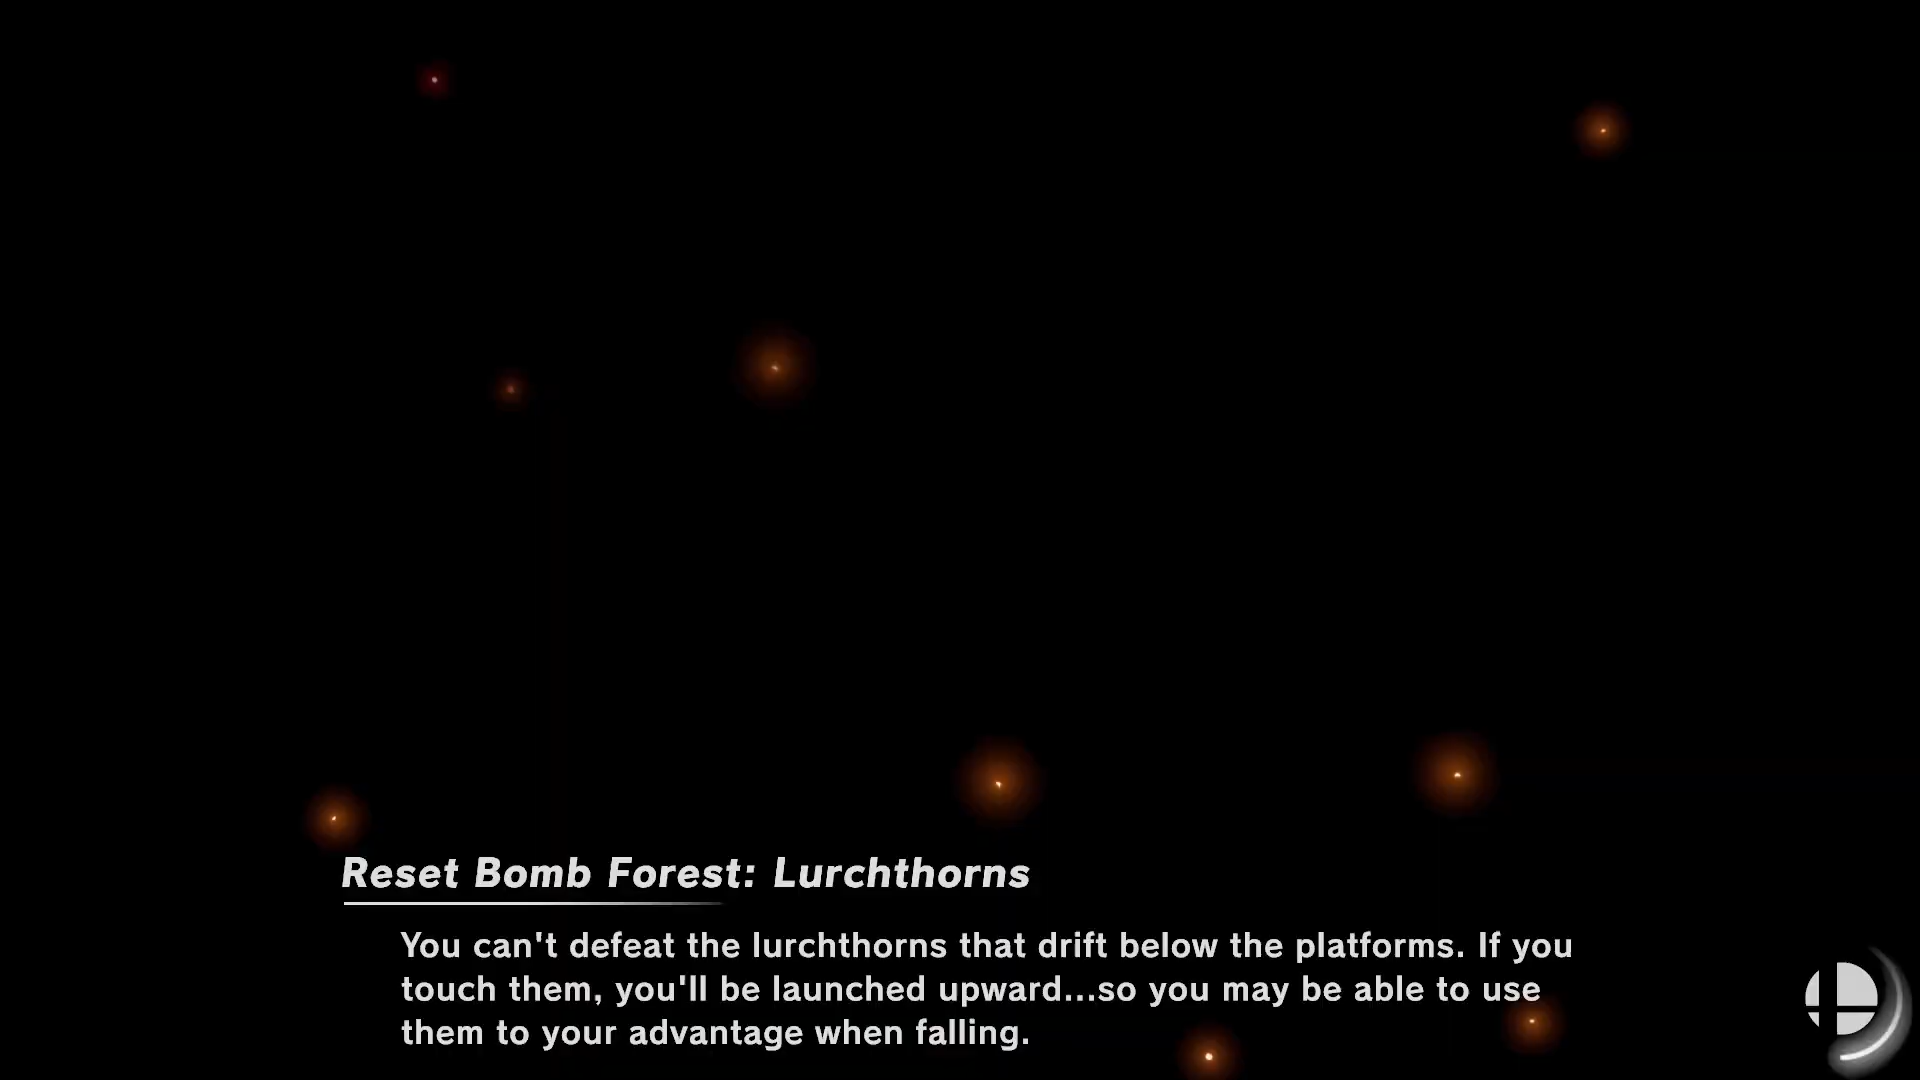 Reset Bomb Forest: Lurchthorns
You can't defeat the lurchthorns that drift below the platforms. If you
touch them, you'll be launched upward...so you may be able to use
them to your advantage when falling.